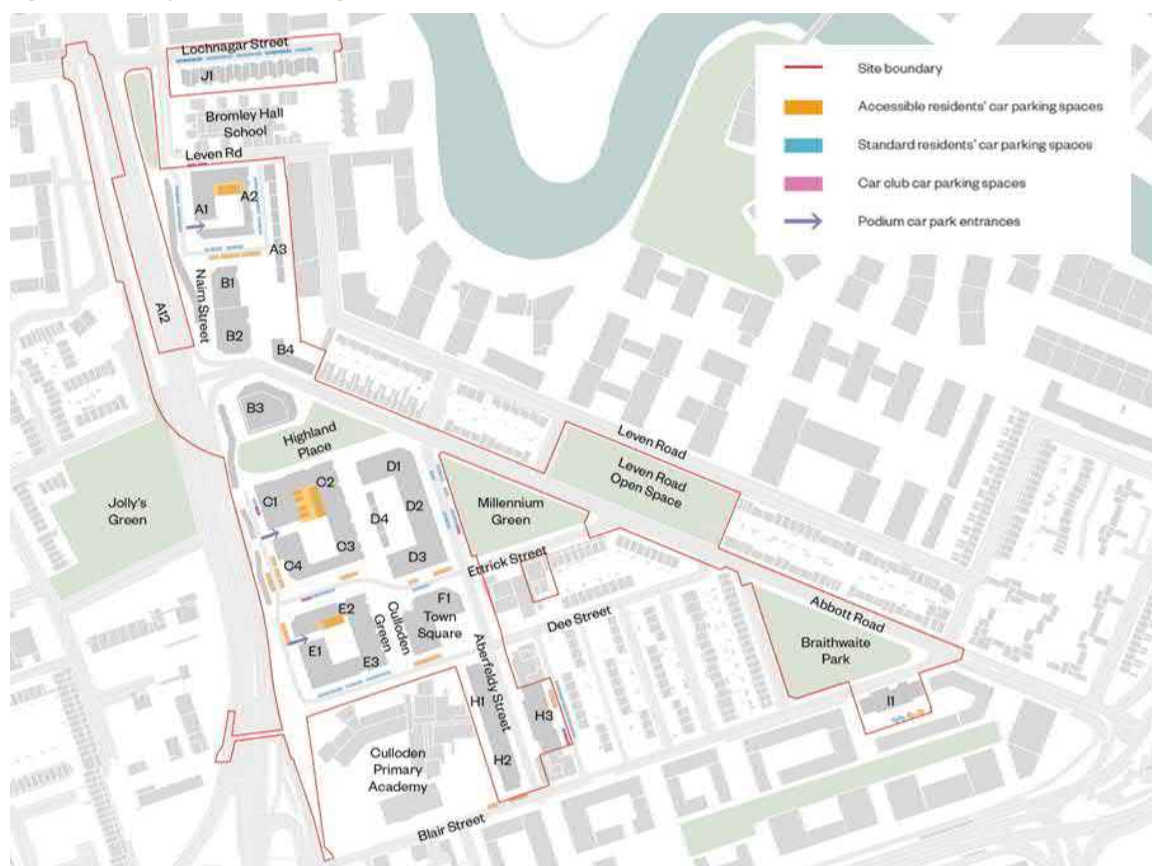 Lochnagar Street
J1
Bromley Hall
School
Leven Rd
A1
A2
A3
Nairn Street
A12
B1
B2
B4
B3
Highland
Place
Jolly's
Green
C1
C2
C3
C4
D1
D2
D4
D3
Millennium
Green
Leven Road
Leven Road
Open Space
Ettrick Street
Dee Street
Abbott Road
Braithwaite
Park
E2
E1
E3
Culloden
Green
F1
Town
Square
Aberfeldy Street
H1
H3
H2
I1
Culloden
Primary
Academy
Blair Street
Site boundary
Accessible residents' car parking spaces
Standard residents' car parking spaces
Car club car parking spaces
Podium car park entrances